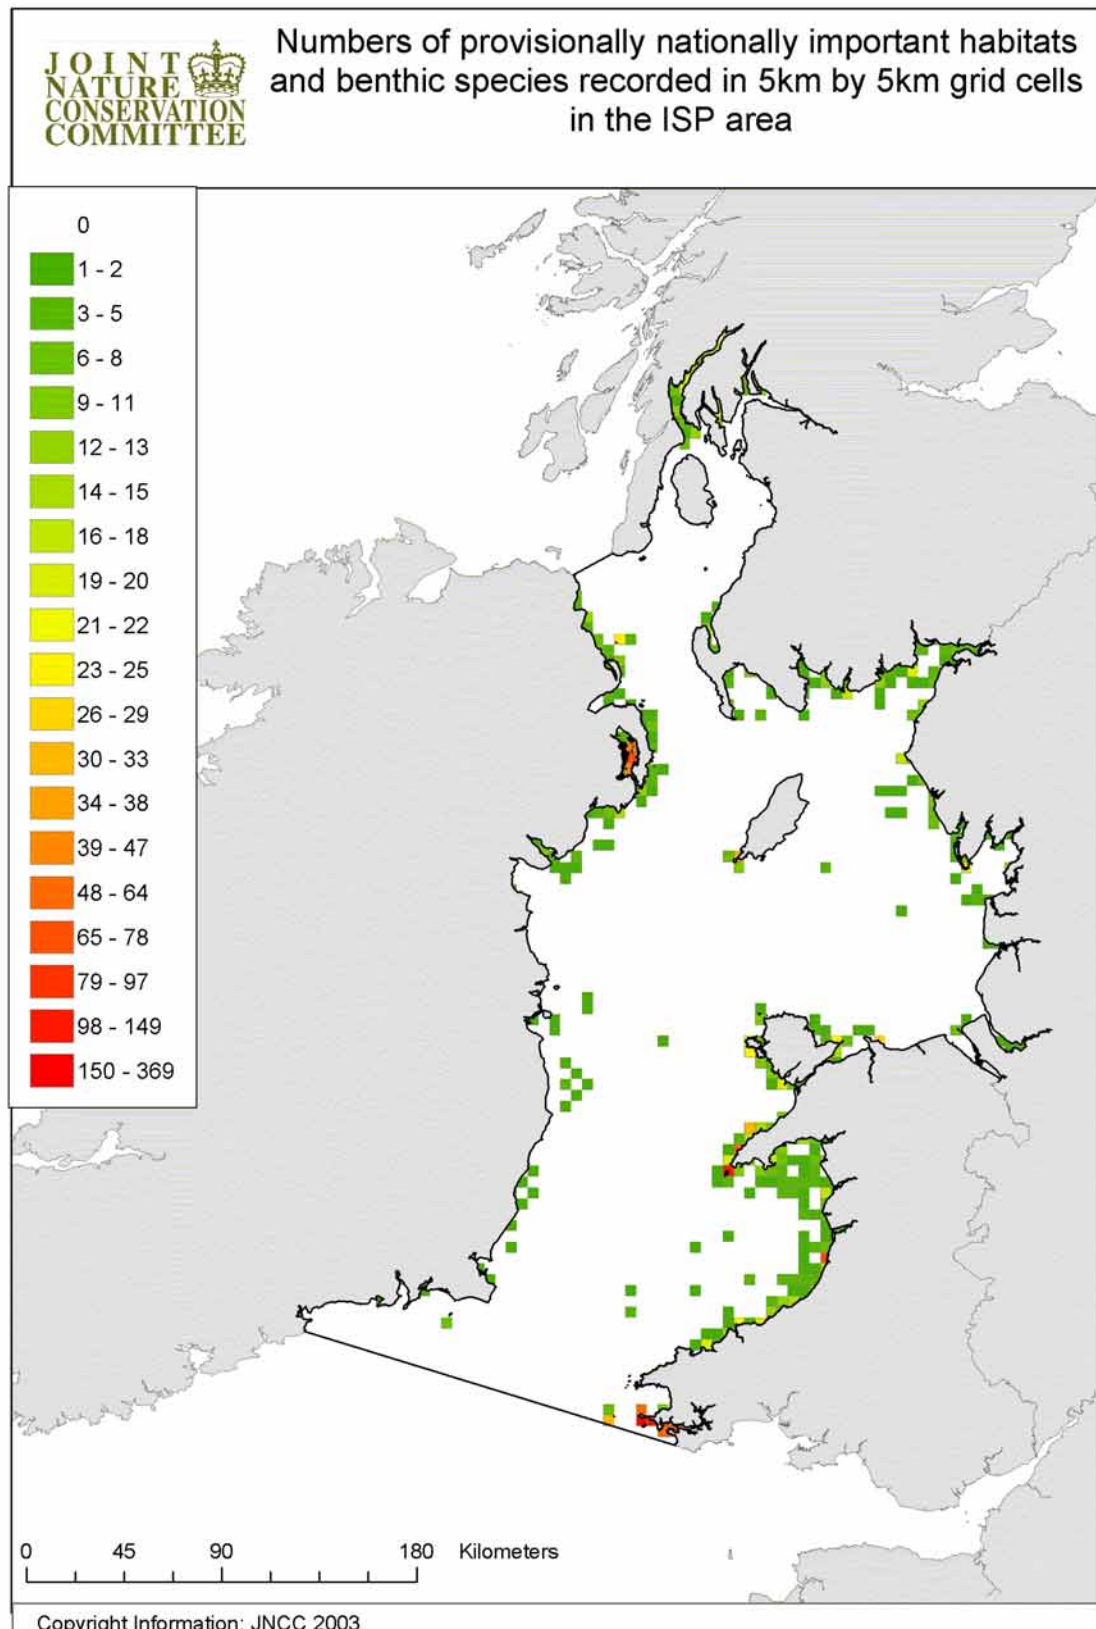 JOINT
NATURE
CONSERVATION
COMMITTEE
Numbers of provisionally nationally important habitats
and benthic species recorded in 5km by 5km grid cells
in the ISP area
0
1 - 2
3 - 5
6 - 8
9 - 11
12 - 13
14 - 15
16 - 18
19 - 20
21 - 22
23 - 25
26 - 29
30 - 33
34 - 38
39 - 47
48 - 64
65 - 78
79 - 97
98 - 149
150 - 369
0 45 90 180 Kilometers
Copyright Information: JNCC 2003